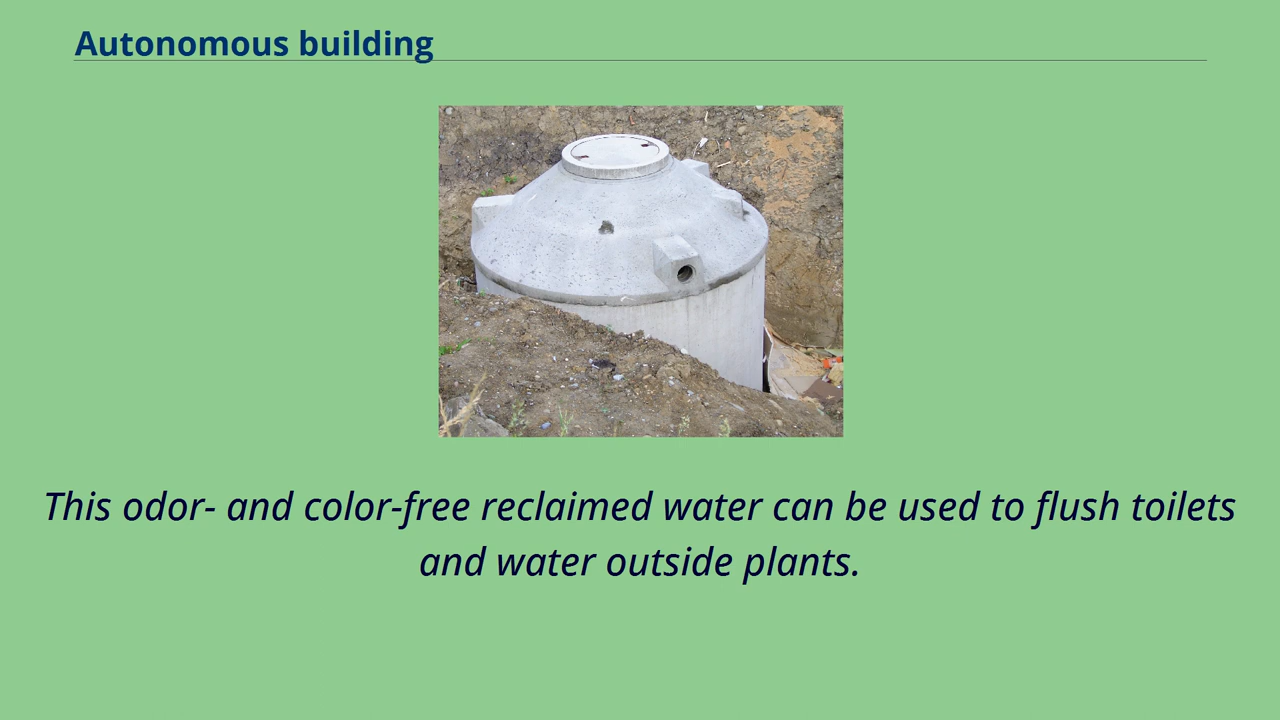 Autonomous building
This odor- and color-free reclaimed water can be used to flush toilets
and water outside plants.